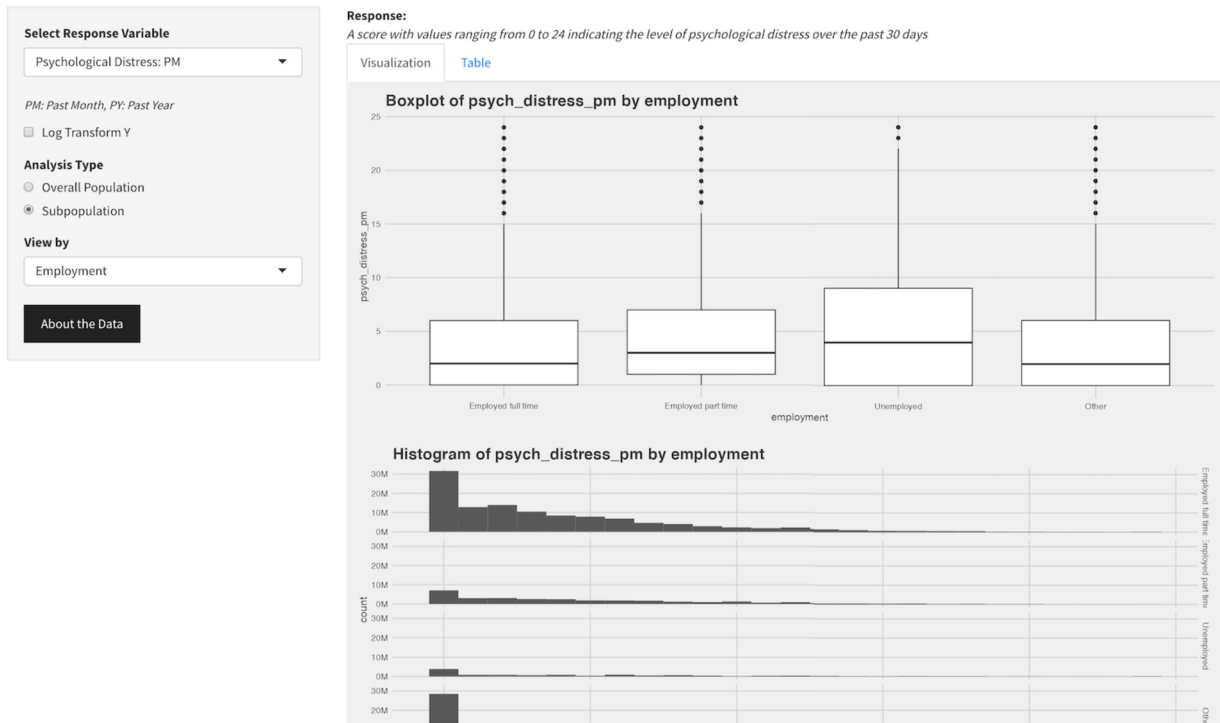 Select Response Variable
Psychological Distress: PM
PM: Past Month, PY: Past Year
Log Transform Y
Analysis Type
Overall Population
Subpopulation
View by
Employment
About the Data
Response:
A score with values ranging from 0 to 24 indicating the level of psychological distress over the past 30 days
Visualization Table
Boxplot of psych_distress_pm by employment
psych_distress_pm
25
20
15
10
5
0
Employed full time Employed part time Unemployed Other
employment
Histogram of psych_distress_pm by employment
count
30M
20M
10M
0M
Employed full time
30M
20M
10M
0M
Employed part time
30M
20M
10M
0M
Unemployed
30M
20M